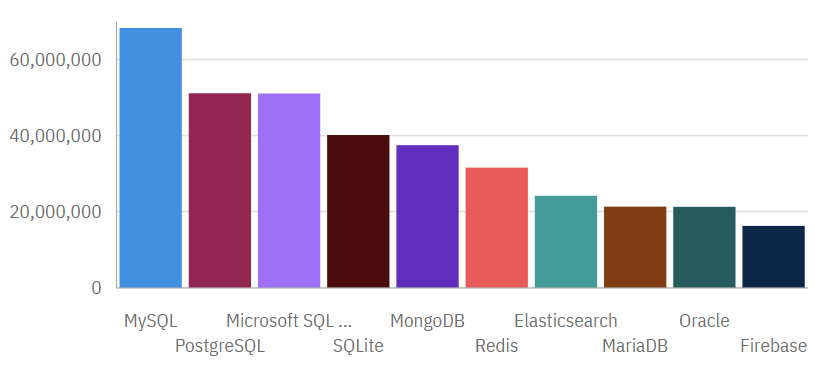 60,000,000
40,000,000
20,000,000
0
MySQL Microsoft SQL ... MongoDB Elasticsearch Oracle
PostgreSQL SQLite Redis MariaDB Firebase